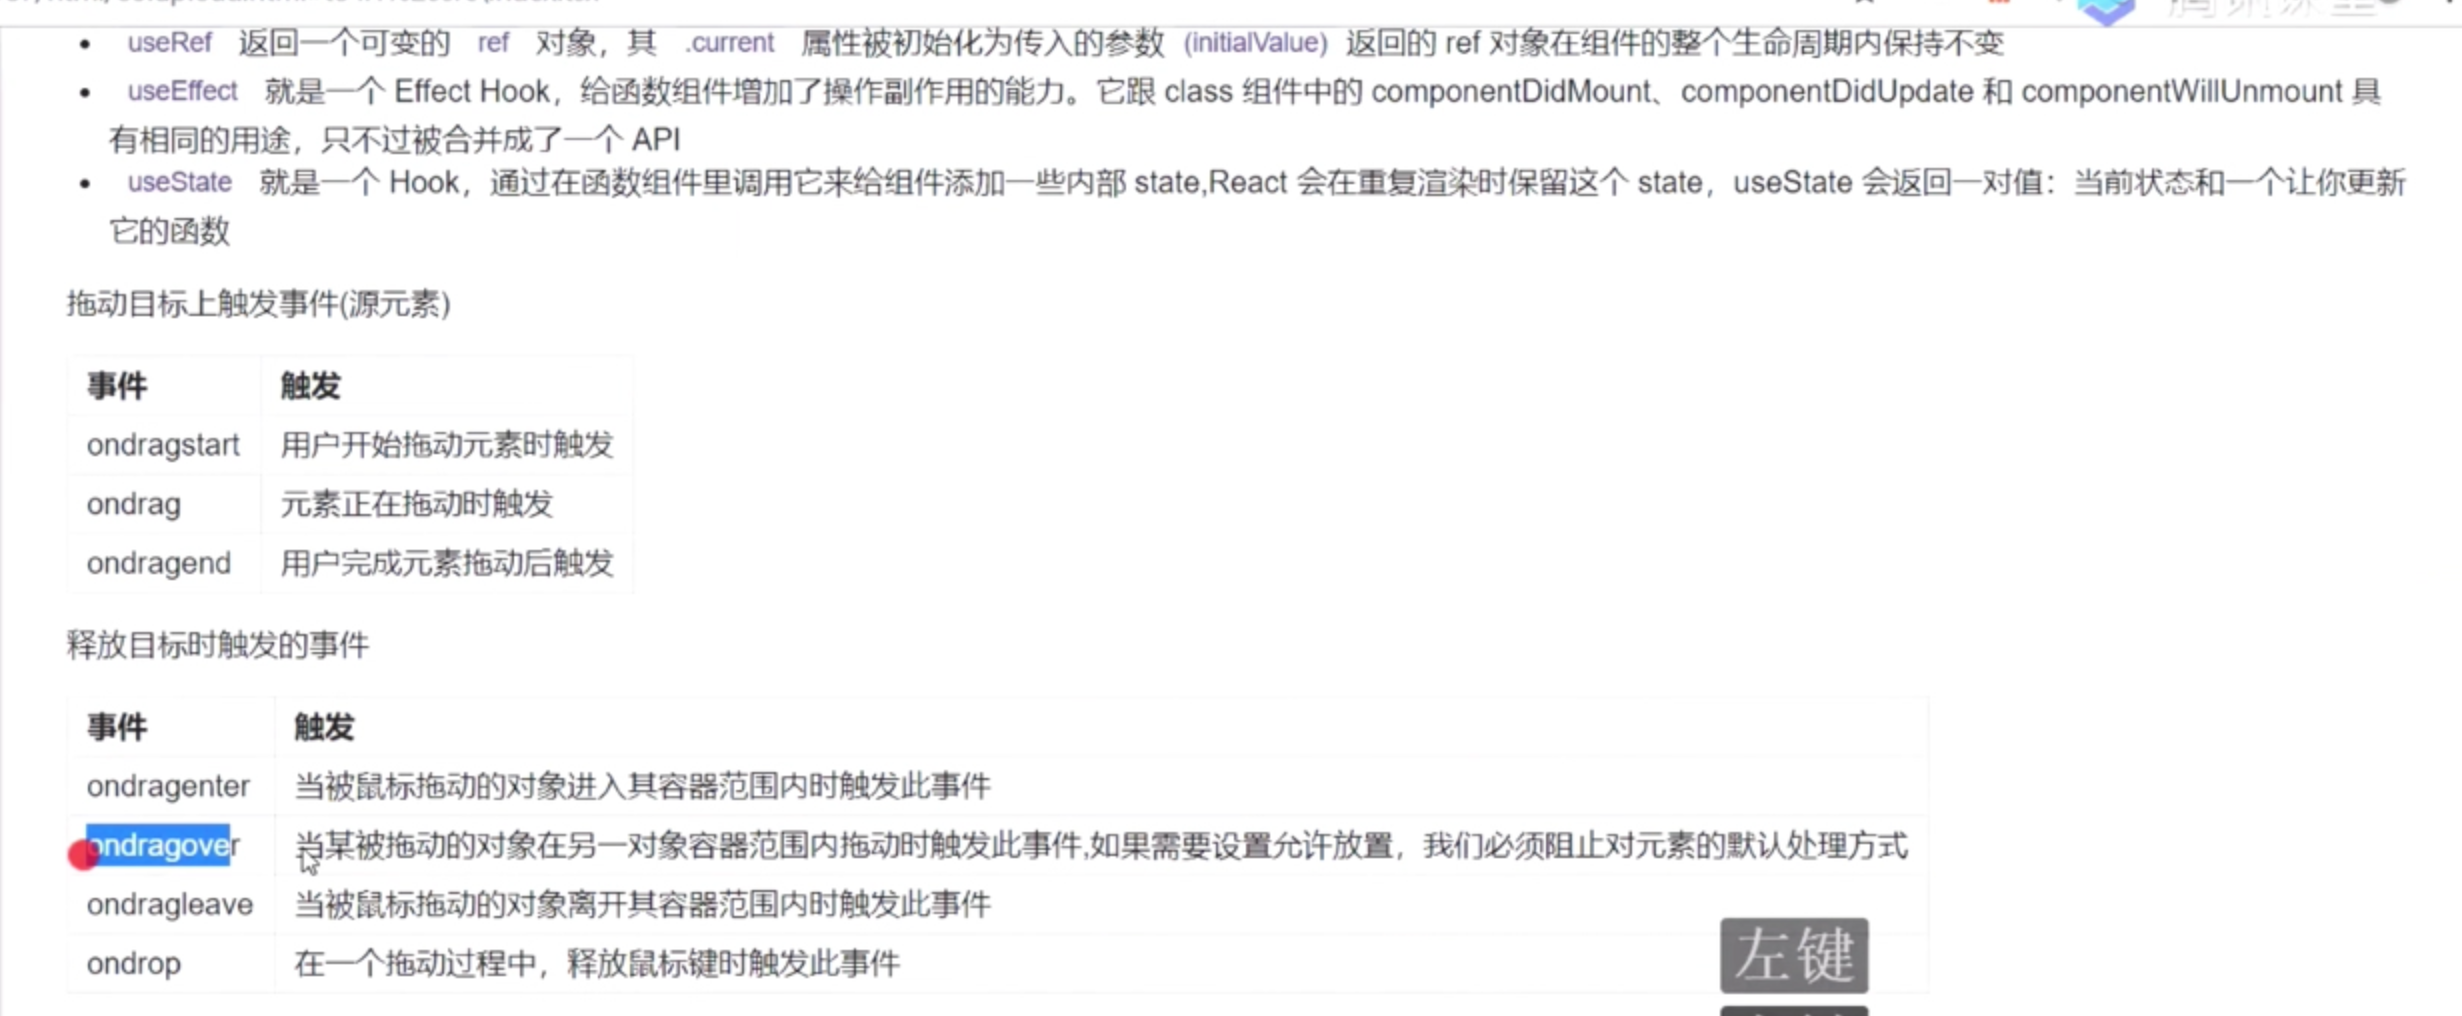 useRef 返回一个可变的 ref 对象，其 .current 属性被初始化为传入的参数 (initialValue) 返回的 ref 对象在组件的整个生命周期内保持不变
useEffect 就是一个 Effect Hook，给函数组件增加了操作副作用的能力。它跟 class 组件中的 componentDidMount、componentDidUpdate 和 componentWillUnmount 具
有相同的用途，只不过被合并成了一个 API
useState 就是一个 Hook，通过在函数组件里调用它来给组件添加一些内部 state,React 会在重复渲染时保留这个 state，useState 会返回一对值：当前状态和一个让你更新
它的函数
拖动目标上触发事件(源元素)
事件 触发
ondragstart 用户开始拖动元素时触发
ondrag 元素正在拖动时触发
ondragend 用户完成元素拖动后触发
释放目标时触发的事件
事件 触发
ondragenter 当被鼠标拖动的对象进入其容器范围内时触发此事件
ondragover 当某被拖动的对象在另一对象容器范围内拖动时触发此事件,如果需要设置允许放置，我们必须阻止对元素的默认处理方式
ondragleave 当被鼠标拖动的对象离开其容器范围内时触发此事件
ondrop 在一个拖动过程中，释放鼠标键时触发此事件
左键